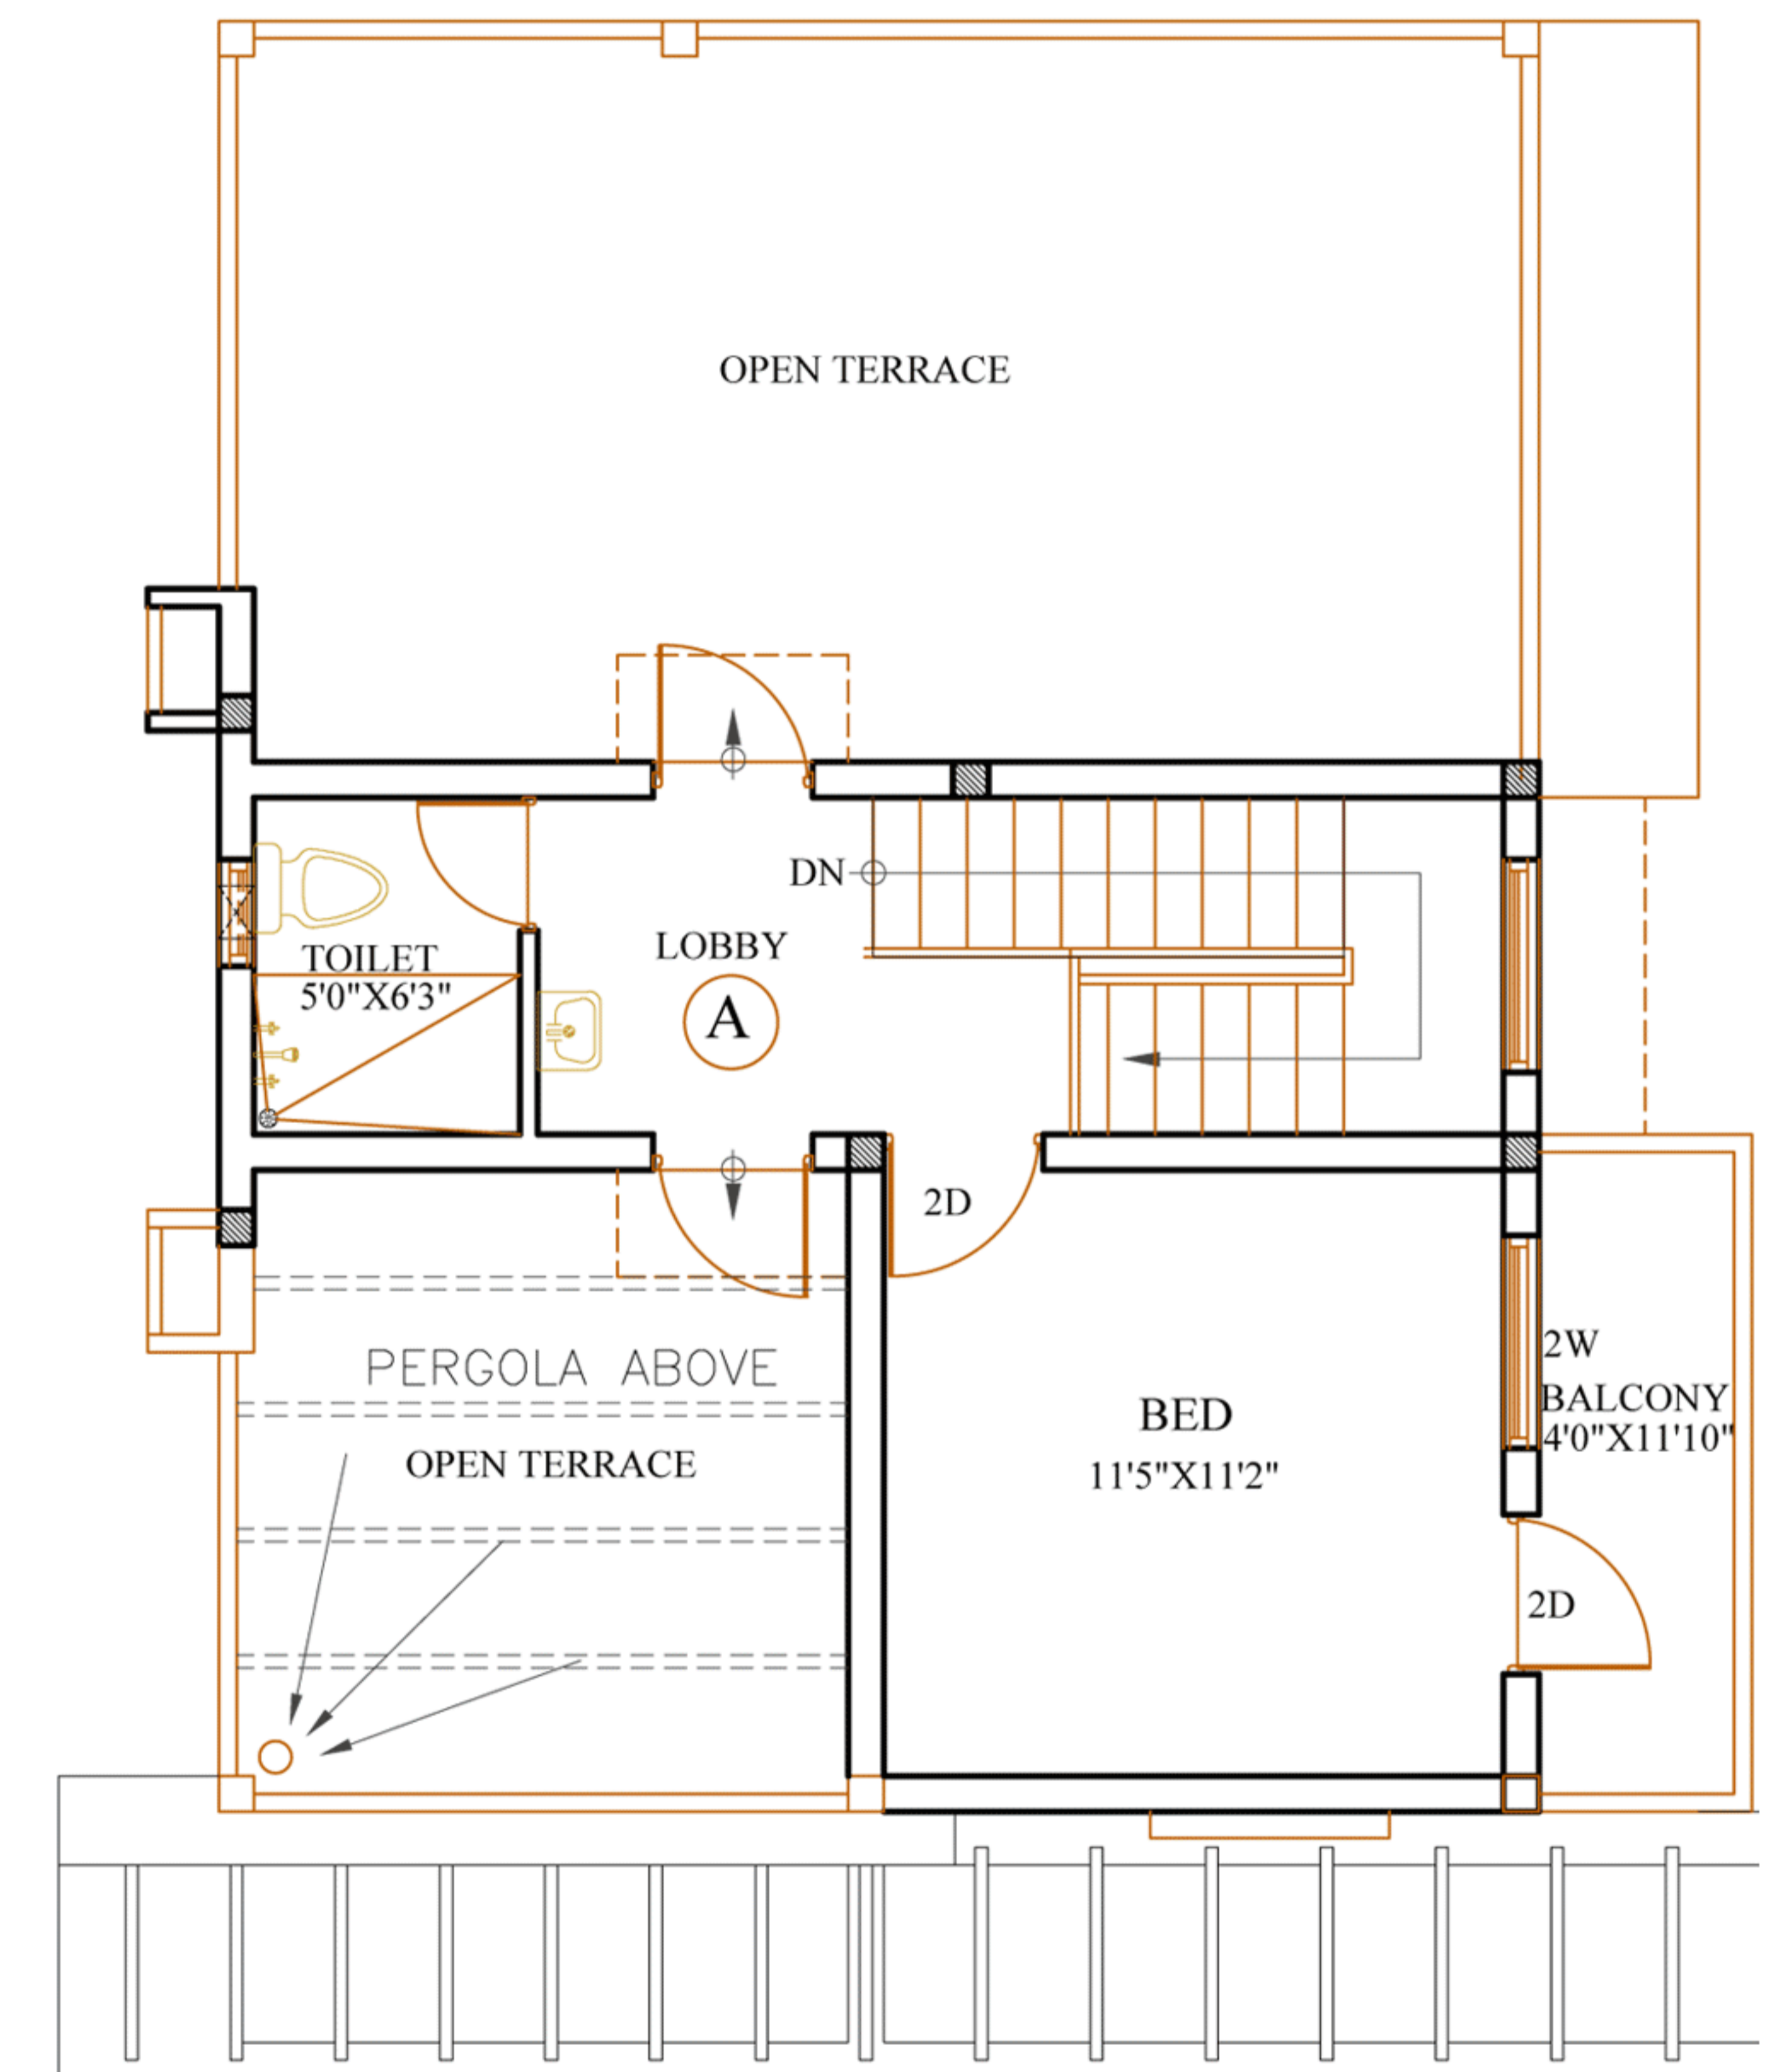 OPEN TERRACE
DN
LOBBY
TOILET
5'0"X6'3"
A
2D
2W
PERGOLA ABOVE
BALCONY
4'0"X11'10"
BED
OPEN TERRACE
11'5"X11'2"
2D